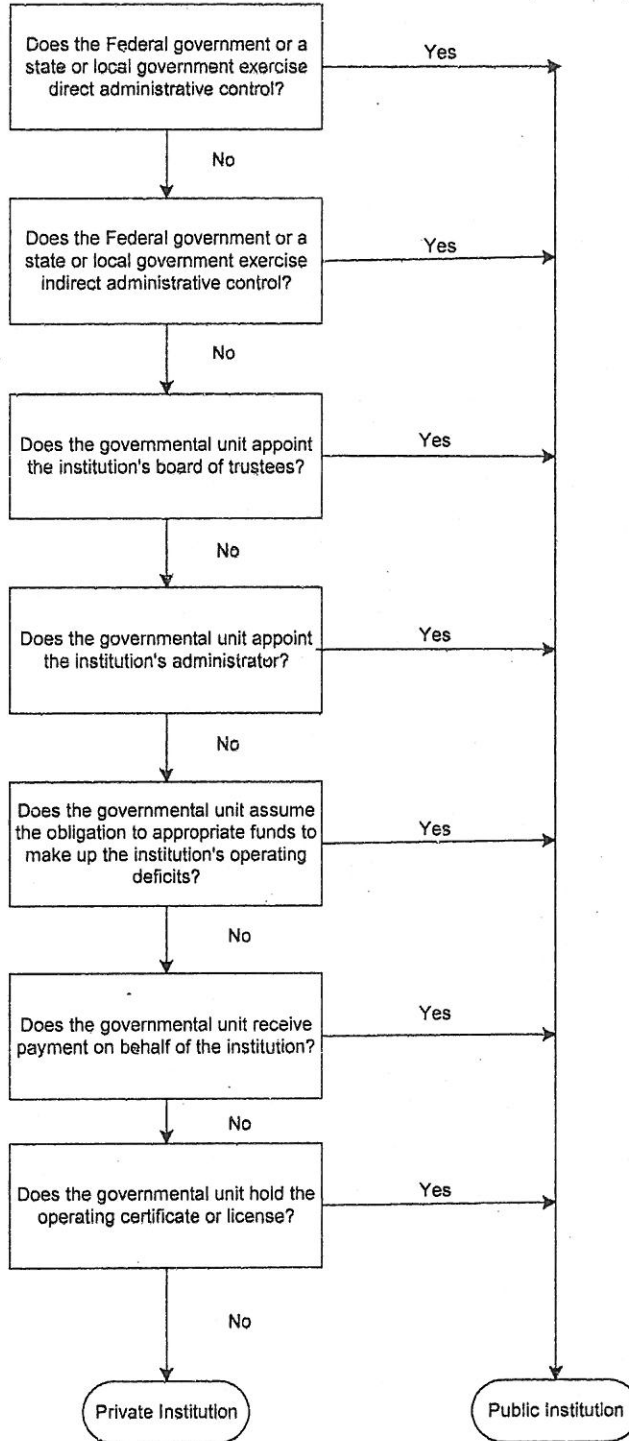 Does the Federal government or a
state or local government exercise
direct administrative control?
Yes
No
Does the Federal government or a
state or local government exercise
indirect administrative control?
Yes
No
Does the governmental unit appoint
the institution's board of trustees?
Yes
No
Does the governmental unit appoint
the institution's administrator?
Yes
No
Does the governmental unit assume
the obligation to appropriate funds to
make up the institution's operating
deficits?
Yes
No
Does the governmental unit receive
payment on behalf of the institution?
Yes
No
Does the governmental unit hold the
operating certificate or license?
Yes
No
Private Institution
Public Institution